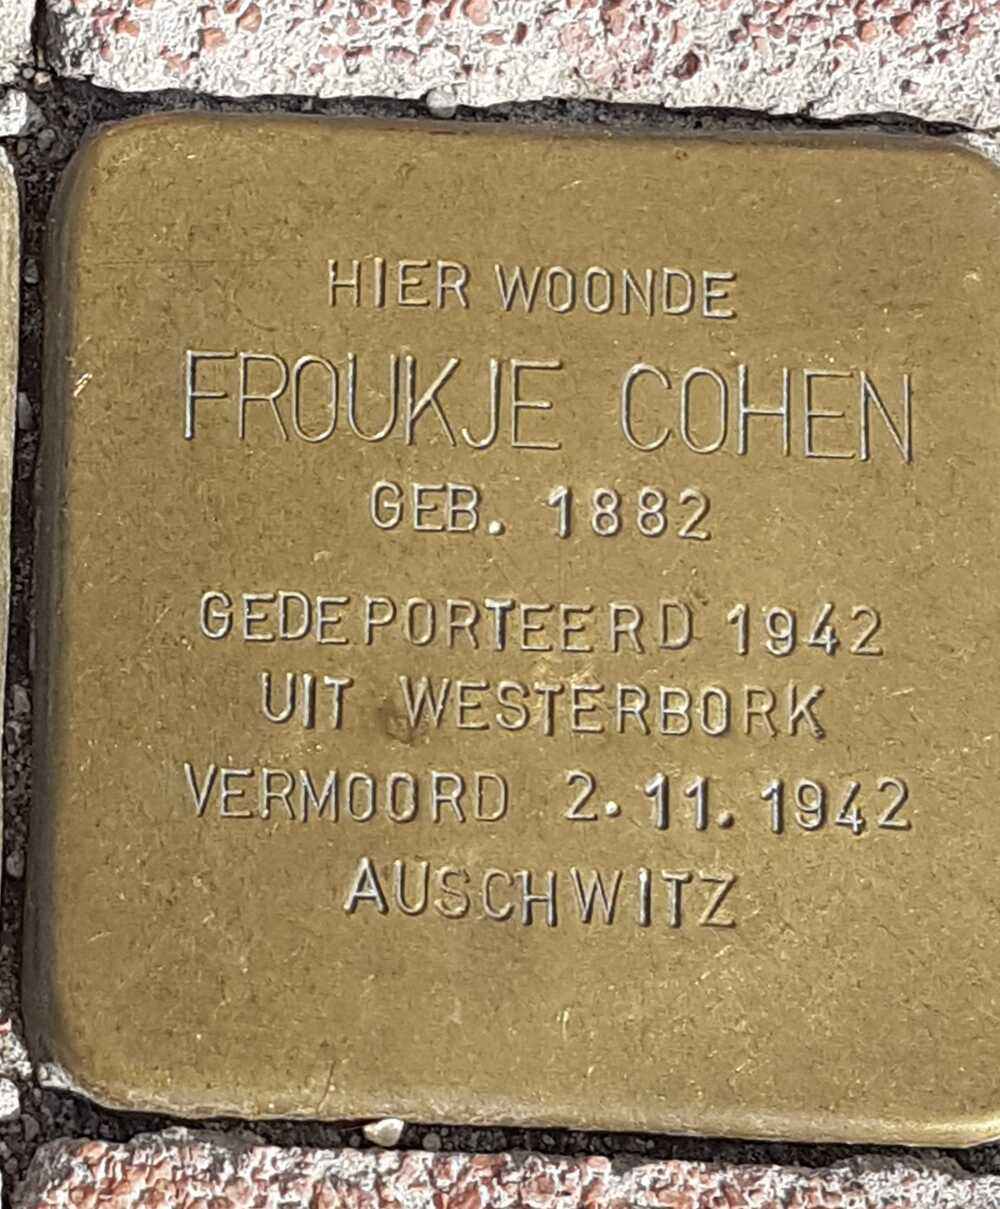 HIER WOONDE
FROUKJE COHEN
GEB. 1882
GEDEPORTEERD 1942
UIT WESTERBORK
VERMOORD 2.11.1942
AUSCHWITZ